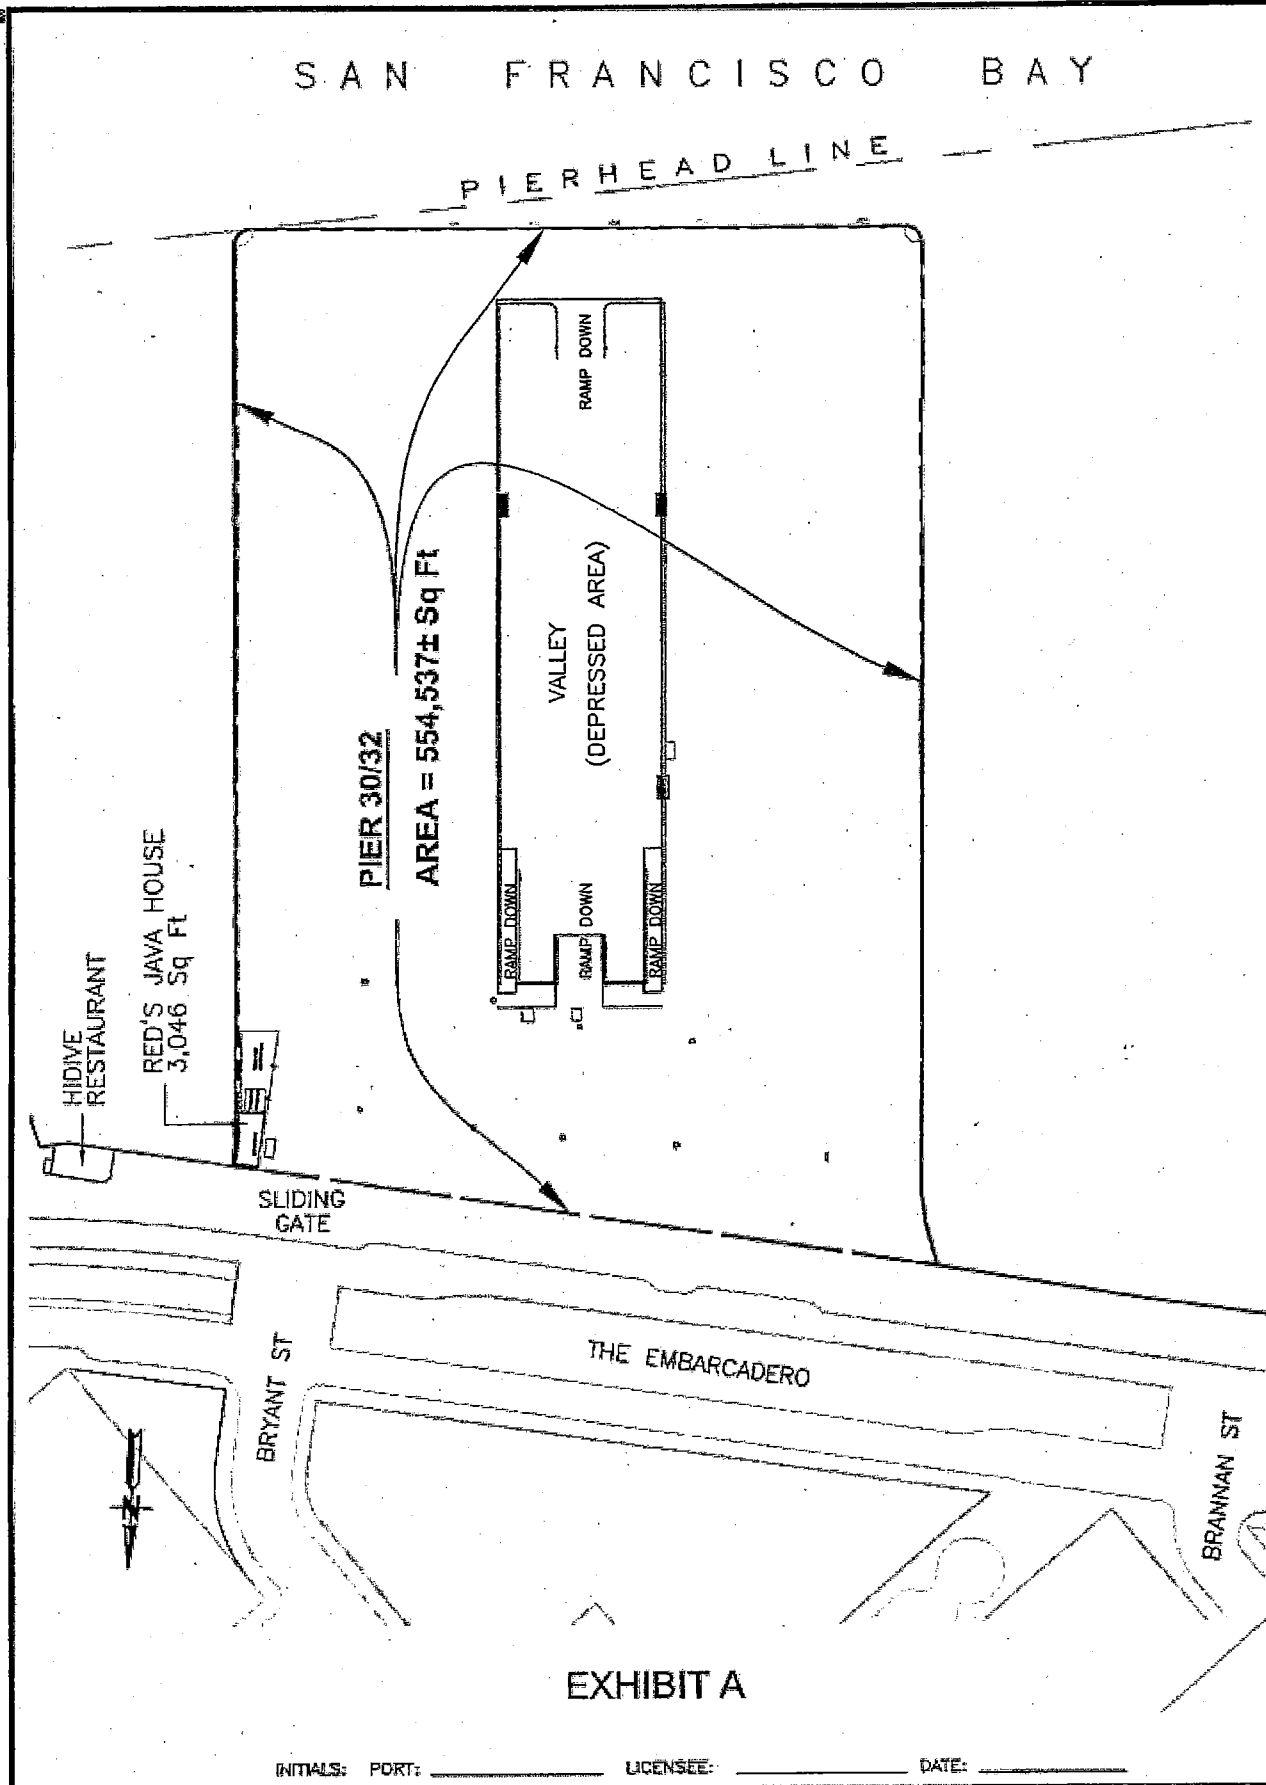 SAN FRANCISCO BAY
PIERHEAD LINE
RAMP DOWN
VALLEY
(DEPRESSED AREA)
PIER 30/32
AREA = 554,537± Sq Ft
RAMP DOWN
RAMP DOWN
RAMP DOWN
RED'S JAVA HOUSE
3,046 Sq Ft
HIDIVE
RESTAURANT
SLIDING
GATE
THE EMBARCADERO
BRYANT ST
BRANNAN ST
N
EXHIBIT A
INITIALS: PORT: LICENSEE: DATE: